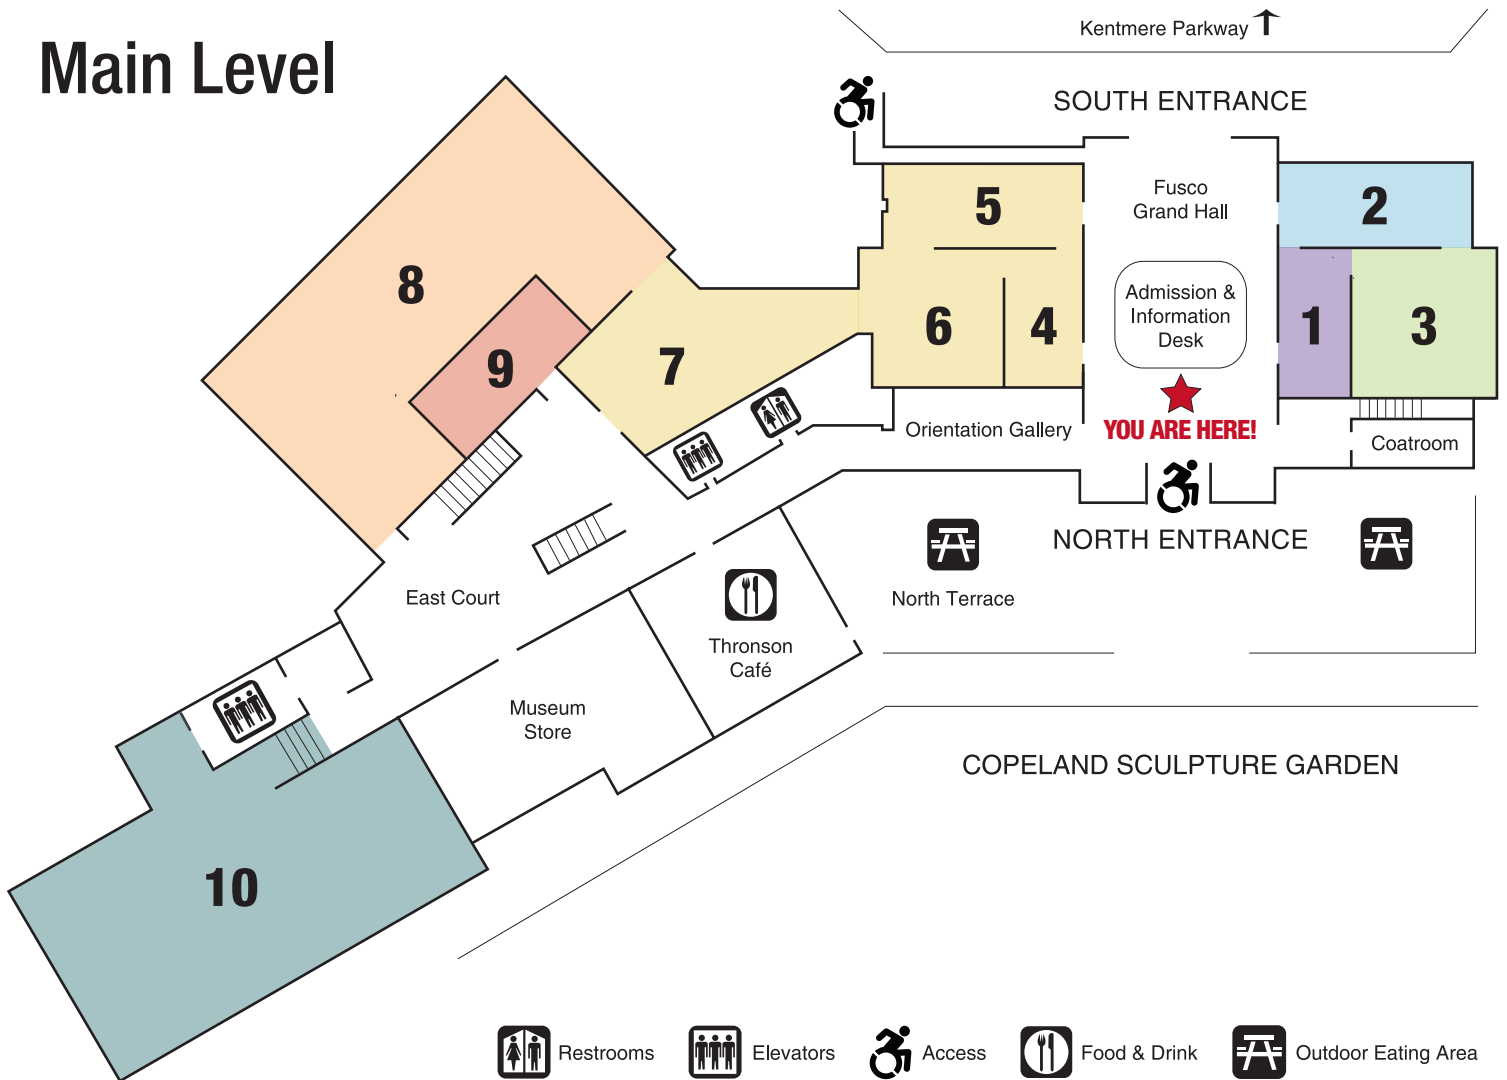 Main Level
Kentmere Parkway
SOUTH ENTRANCE
Fusco
Grand Hall
5
2
8
Admission &
Information
Desk
6
4
1
3
7
9
YOU ARE HERE!
Orientation Gallery
Coatroom
NORTH ENTRANCE
East Court
North Terrace
Thronson
Café
Museum
Store
COPELAND SCULPTURE GARDEN
10
Restrooms
Elevators
Access
Food & Drink
Outdoor Eating Area